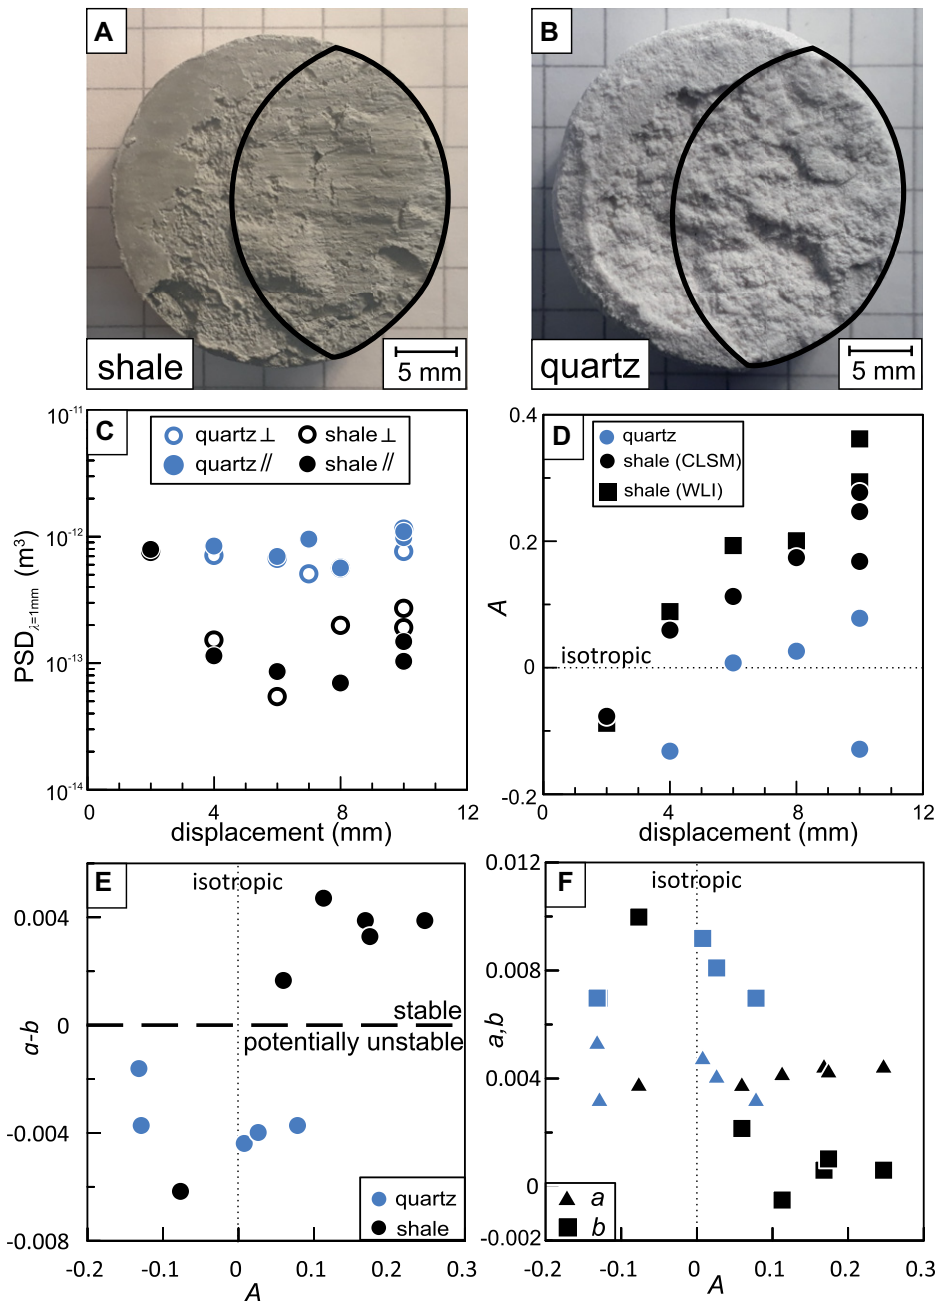 A
shale
5 mm
B
quartz
5 mm
C
quartz ⊥
shale ⊥
quartz //
shale //
10⁻¹¹
10⁻¹²
10⁻¹³
10⁻¹⁴
PSD λ=1mm (m³)
0 4 8 12
displacement (mm)
D
quartz
shale (CLSM)
shale (WLI)
0.4
0.2
0
-0.2
A
isotropic
0 4 8 12
displacement (mm)
E
isotropic
0.004
0
-0.004
-0.008
a-b
stable
potentially unstable
quartz
shale
-0.2 -0.1 0 0.1 0.2 0.3
A
F
isotropic
0.012
0.008
0.004
0
-0.002
a,b
a
b
-0.2 -0.1 0 0.1 0.2 0.3
A